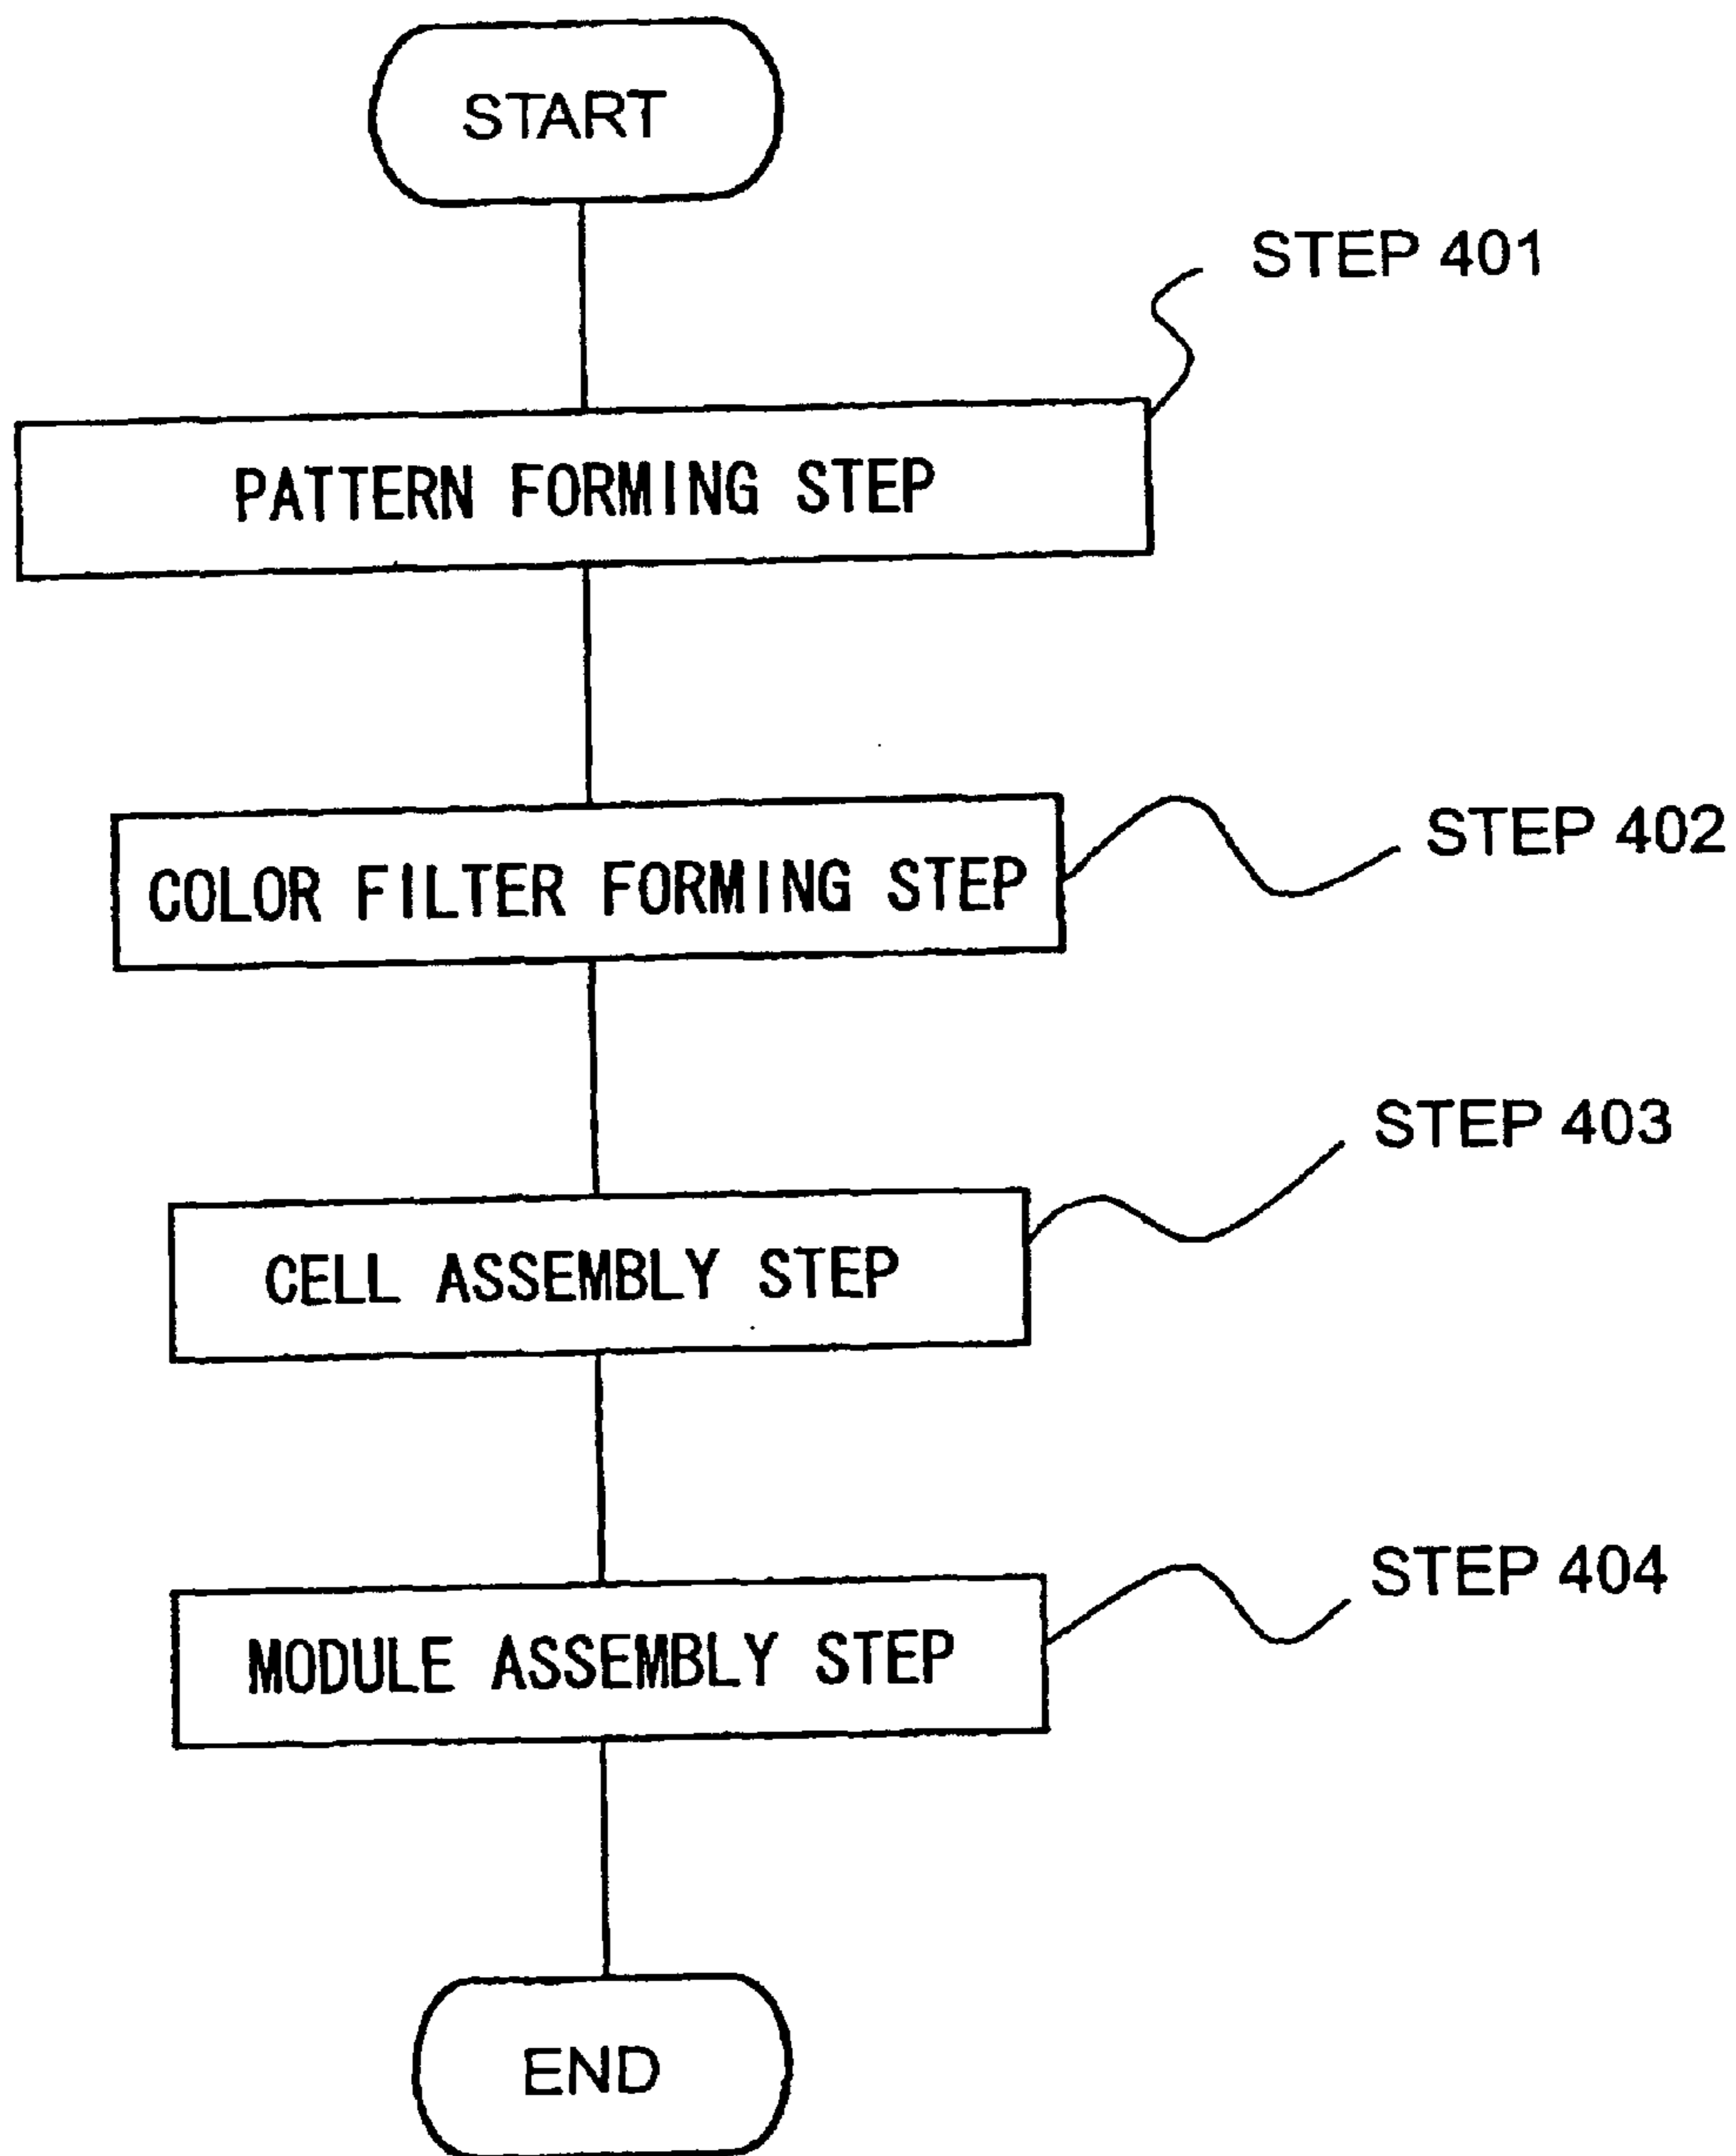 START
STEP 401
PATTERN FORMING STEP
STEP 402
COLOR FILTER FORMING STEP
STEP 403
CELL ASSEMBLY STEP
STEP 404
MODULE ASSEMBLY STEP
END